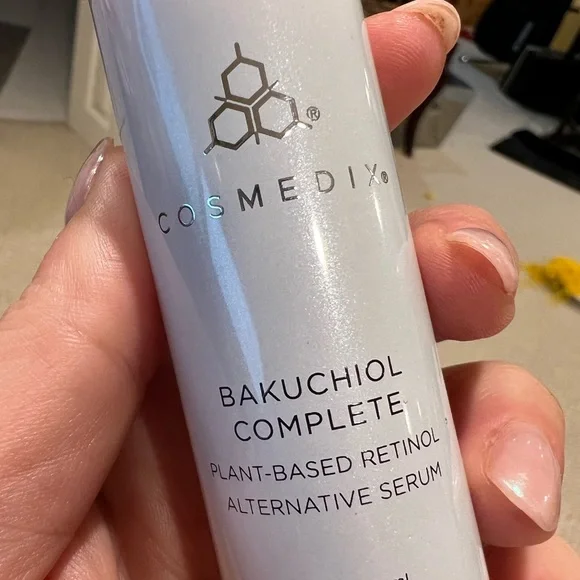 ®
COSMEDIX®
BAKUCHIOL
COMPLETE
PLANT-BASED RETINOL
ALTERNATIVE SERUM